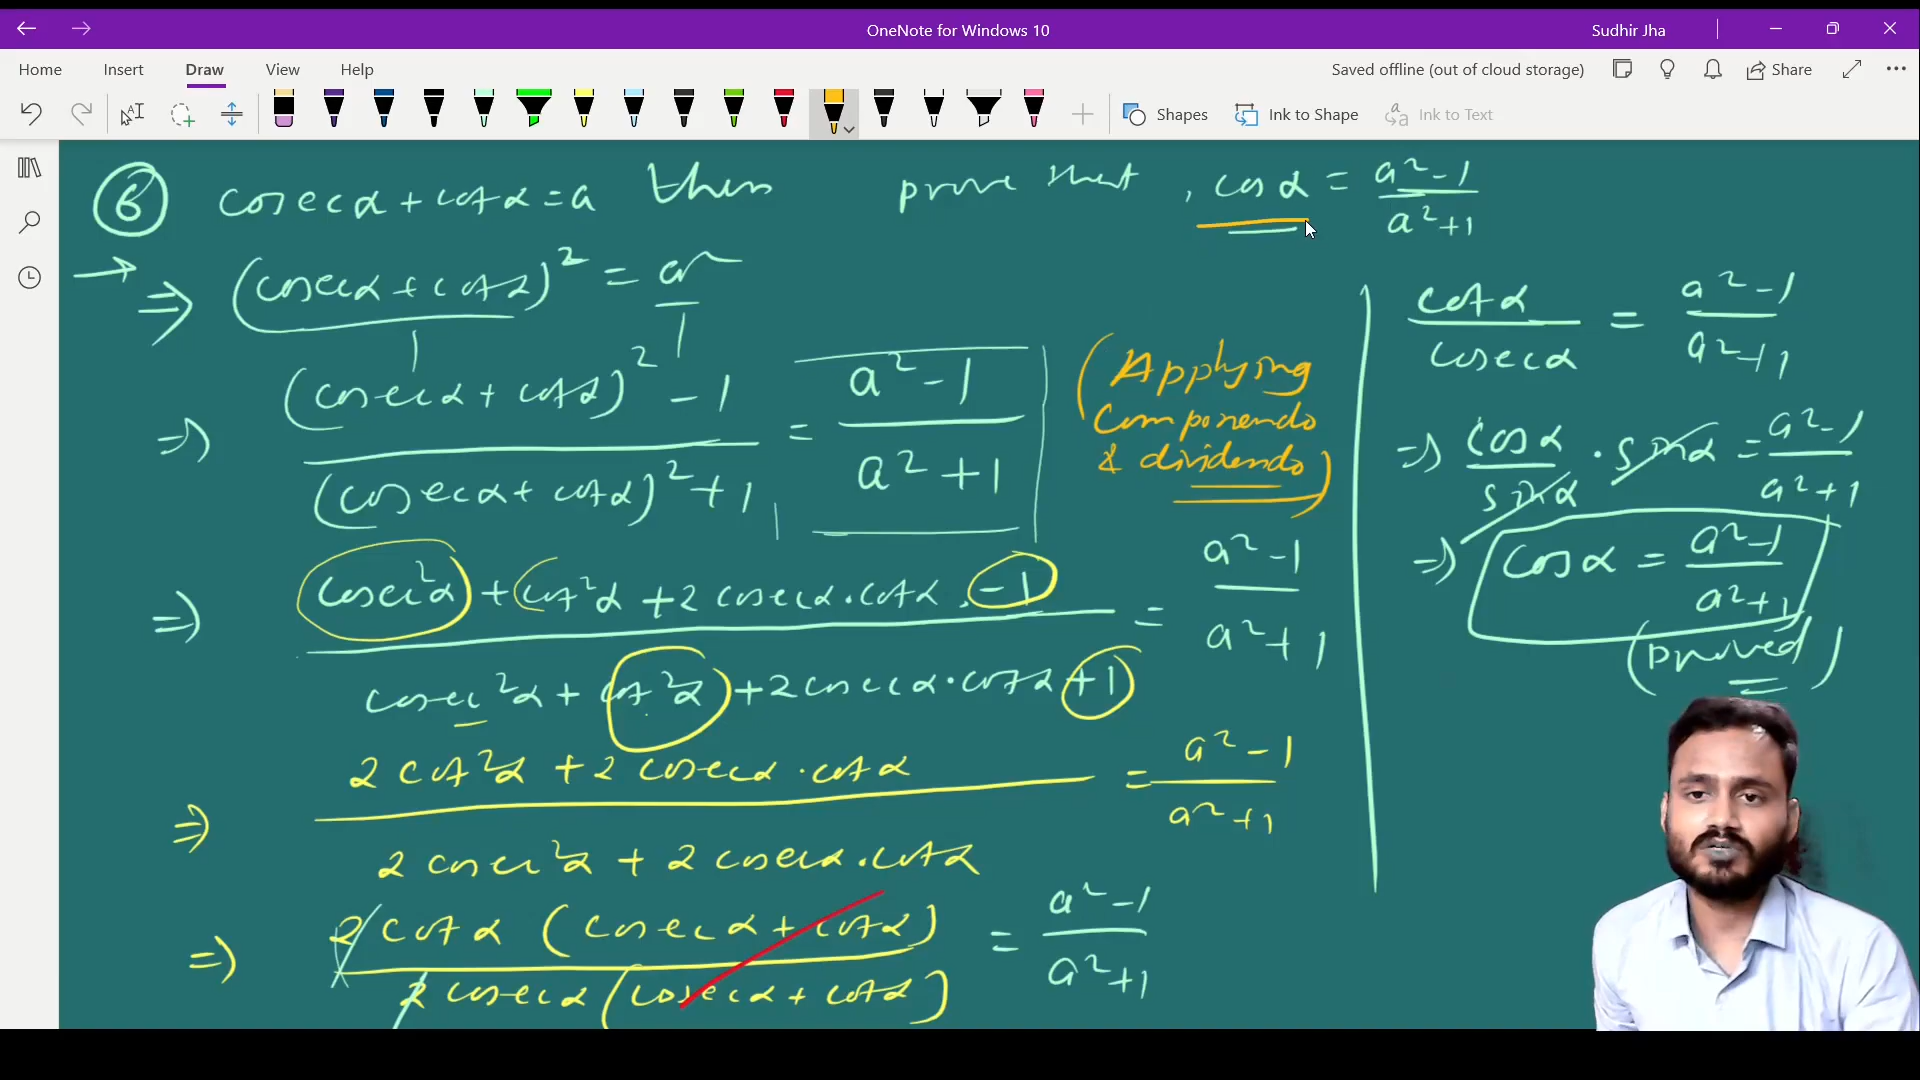 OneNote for Windows 10
Sudhir Jha
Home Insert Draw View Help
Saved offline (out of cloud storage)
Share
Shapes
Ink to Shape
Ink to Text
⑥ cosecα + cotα = a then prove that, cosα = (a² - 1)/(a² + 1)
→ ⇒ (cosecα + cotα)²/1 = a²/1
⇒ ((cosecα + cotα)² - 1)/((cosecα + cotα)² + 1) = (a² - 1)/(a² + 1)
(Applying
Componendo
& dividendo)
⇒ (cosec²α + cot²α + 2 cosecα·cotα - 1)/(cosec²α + cot²α + 2 cosecα·cotα + 1) = (a² - 1)/(a² + 1)
⇒ (2 cot²α + 2 cosecα·cotα)/(2 cosec²α + 2 cosecα·cotα) = (a² - 1)/(a² + 1)
⇒ (2 cotα (cosecα + cotα))/(2 cosecα (cosecα + cotα)) = (a² - 1)/(a² + 1)
cotα/cosecα = (a² - 1)/(a² + 1)
⇒ cosα/sinα · sinα = (a² - 1)/(a² + 1)
⇒ cosα = (a² - 1)/(a² + 1)
(proved)